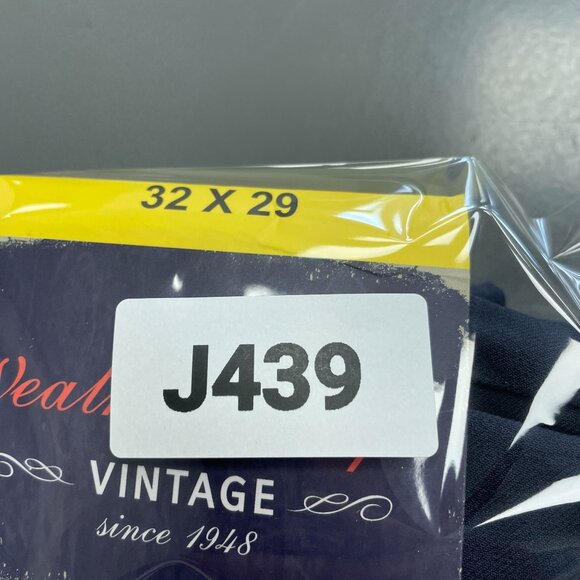 32 X 29
J439
VINTAGE
since 1948